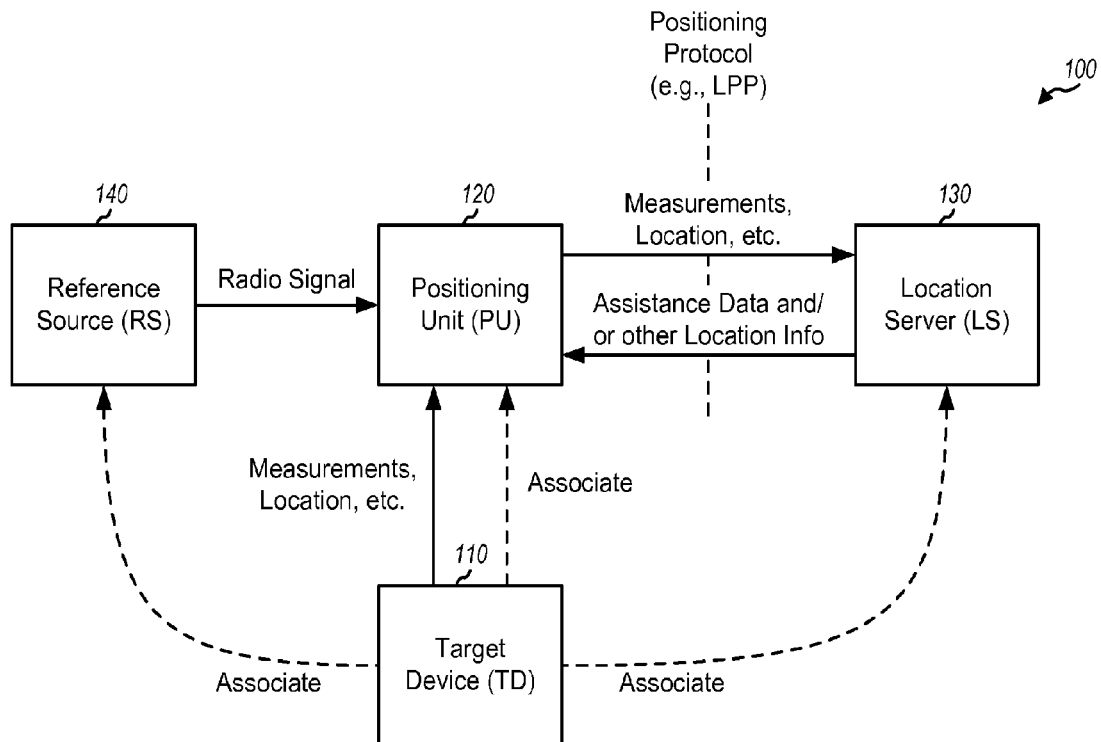 Positioning
Protocol
(e.g., LPP)
100
140
120
130
Reference
Source (RS)
Radio Signal
Positioning
Unit (PU)
Measurements,
Location, etc.
Assistance Data and/
or other Location Info
Location
Server (LS)
Measurements,
Location, etc.
Associate
110
Target
Device (TD)
Associate
Associate